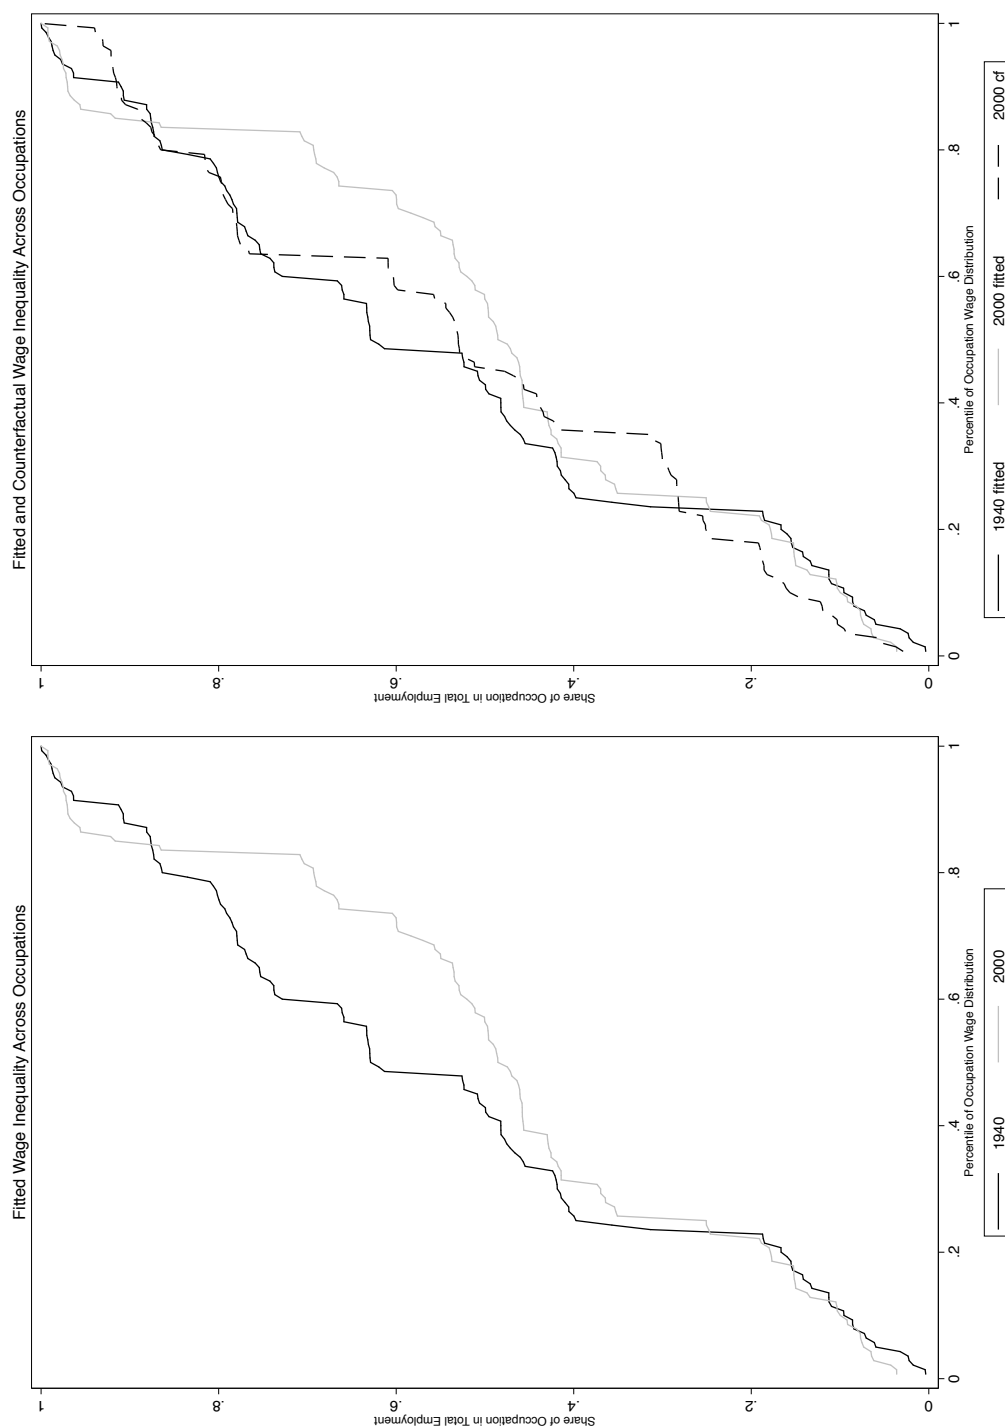 Fitted and Counterfactual Wage Inequality Across Occupations
Share of Occupation in Total Employment
1
.8
.6
.4
.2
0
0
.2
.4
.6
.8
1
Percentile of Occupation Wage Distribution
1940 fitted
2000 fitted
2000 cf
Fitted Wage Inequality Across Occupations
Share of Occupation in Total Employment
1
.8
.6
.4
.2
0
0
.2
.4
.6
.8
1
Percentile of Occupation Wage Distribution
1940
2000